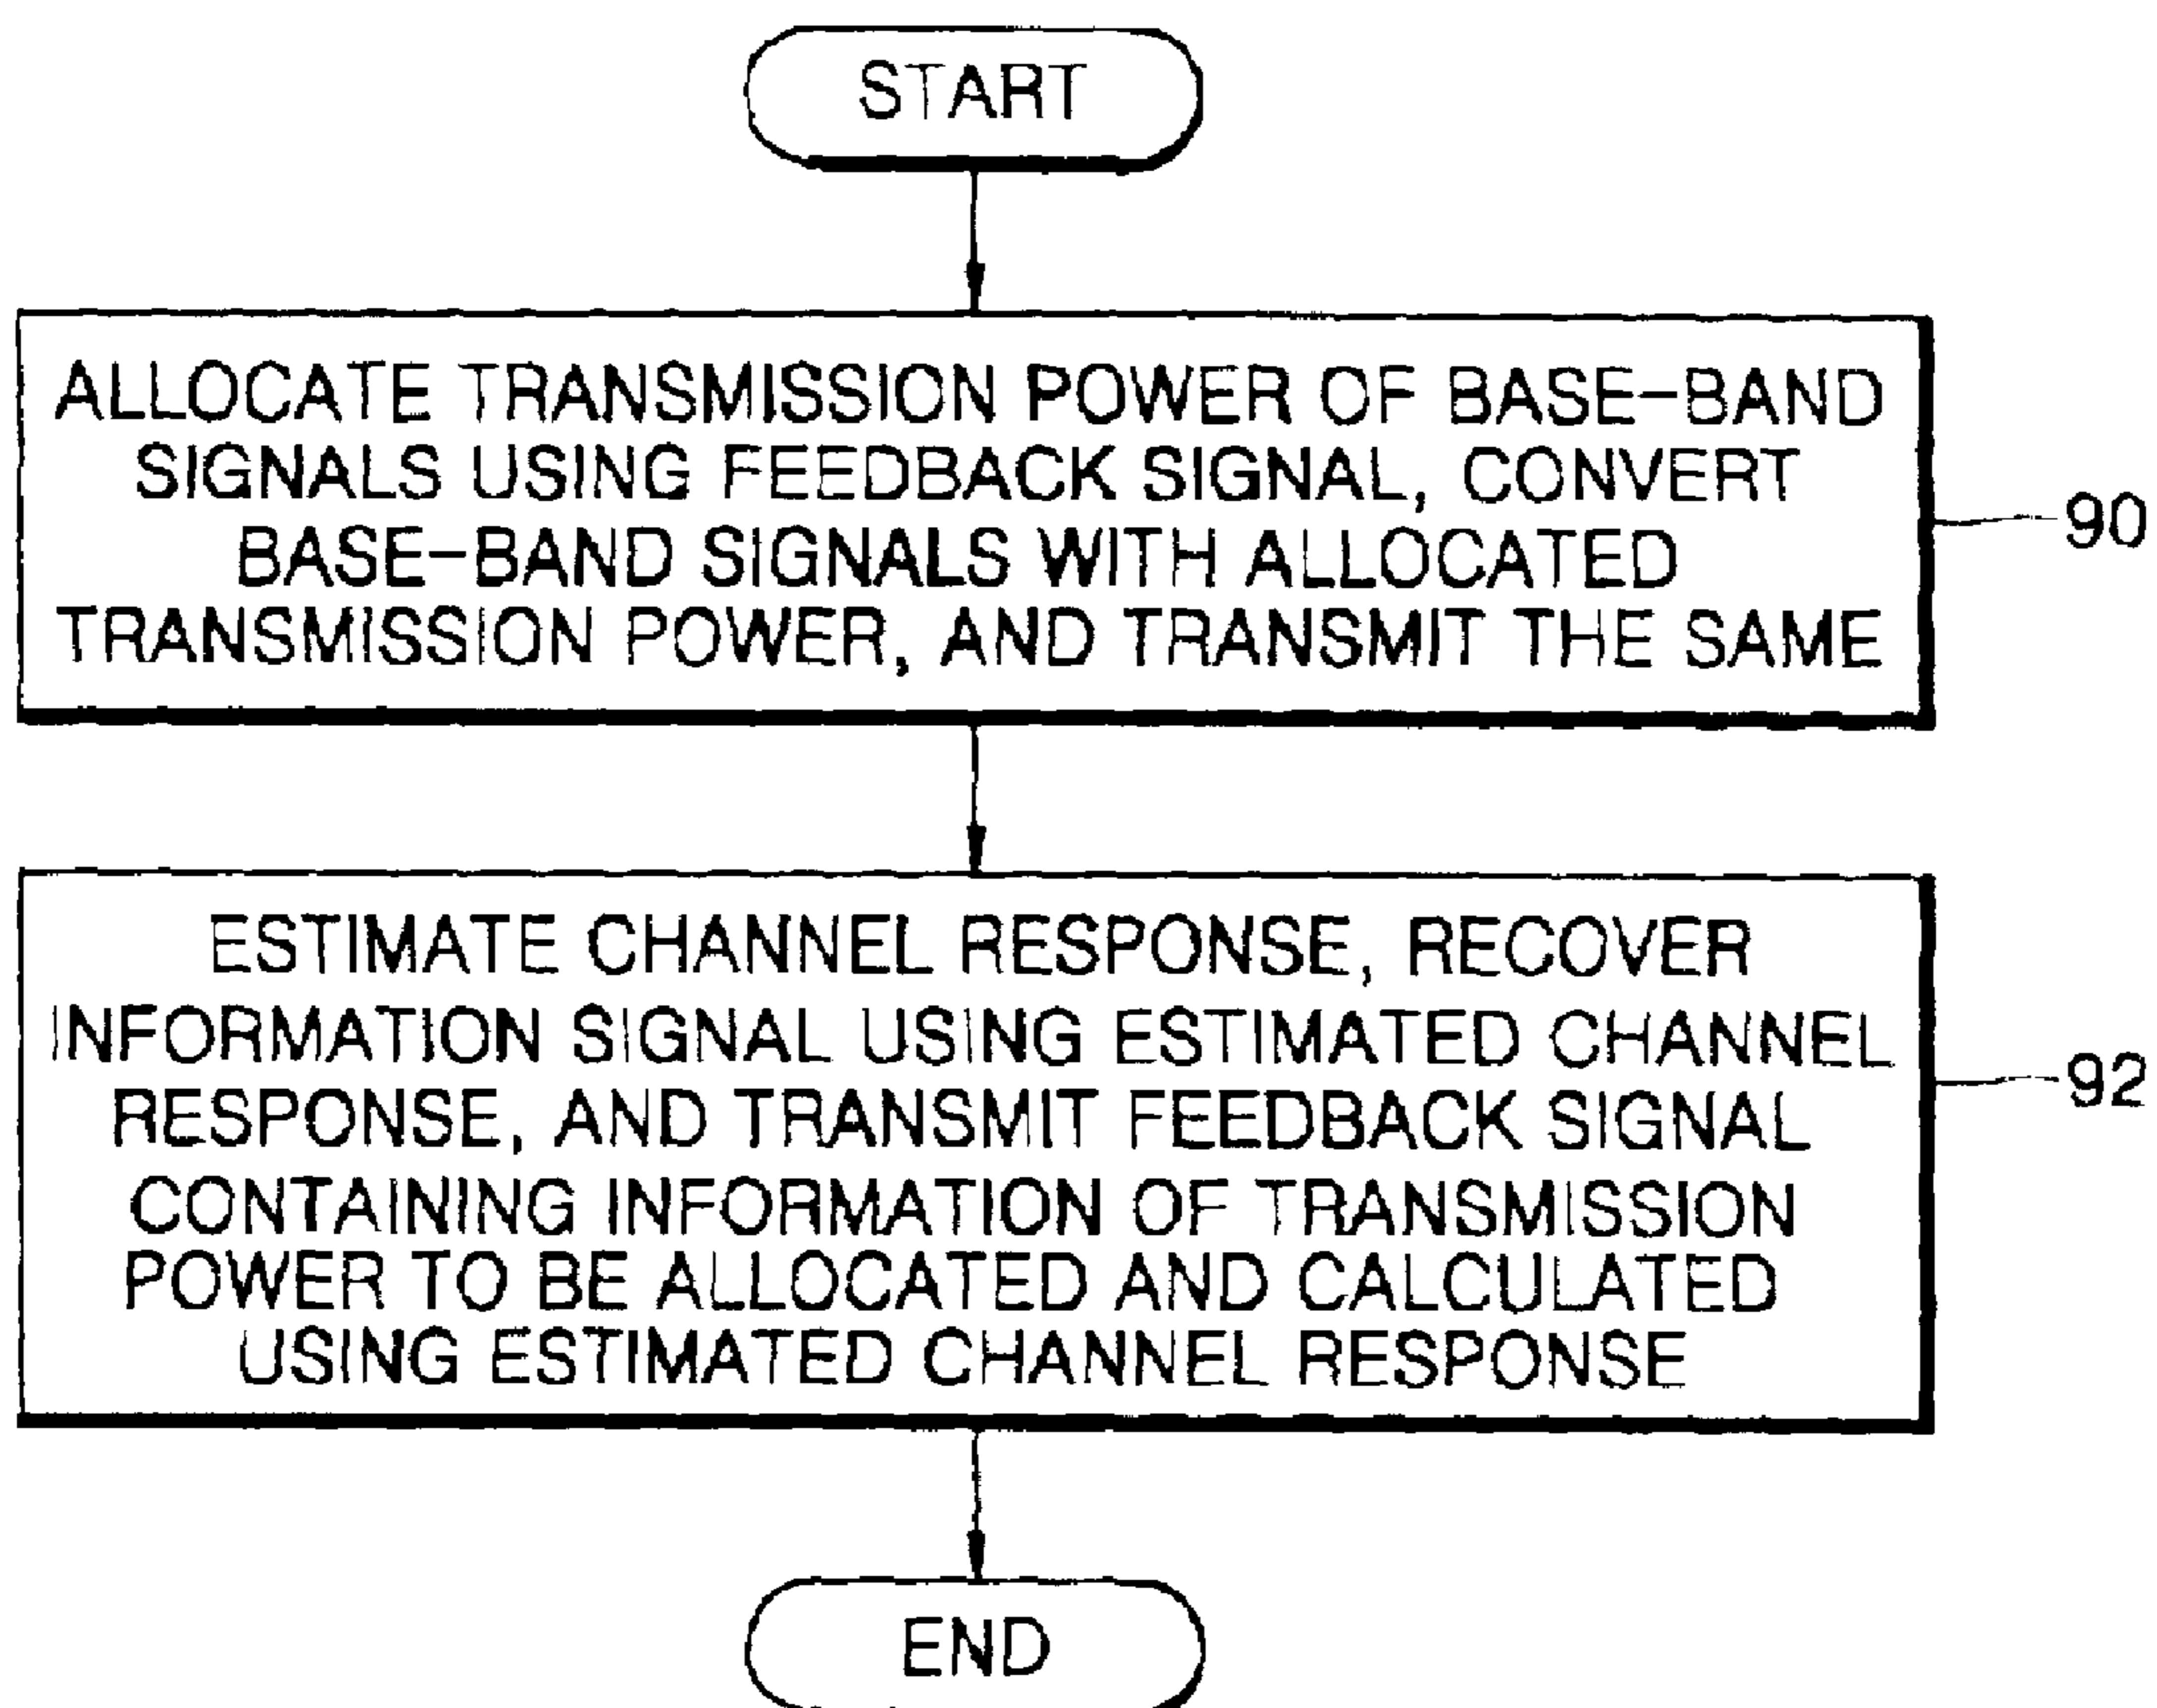 START
ALLOCATE TRANSMISSION POWER OF BASE-BAND
SIGNALS USING FEEDBACK SIGNAL, CONVERT
BASE-BAND SIGNALS WITH ALLOCATED
TRANSMISSION POWER, AND TRANSMIT THE SAME
90
ESTIMATE CHANNEL RESPONSE, RECOVER
INFORMATION SIGNAL USING ESTIMATED CHANNEL
RESPONSE, AND TRANSMIT FEEDBACK SIGNAL
CONTAINING INFORMATION OF TRANSMISSION
POWER TO BE ALLOCATED AND CALCULATED
USING ESTIMATED CHANNEL RESPONSE
92
END